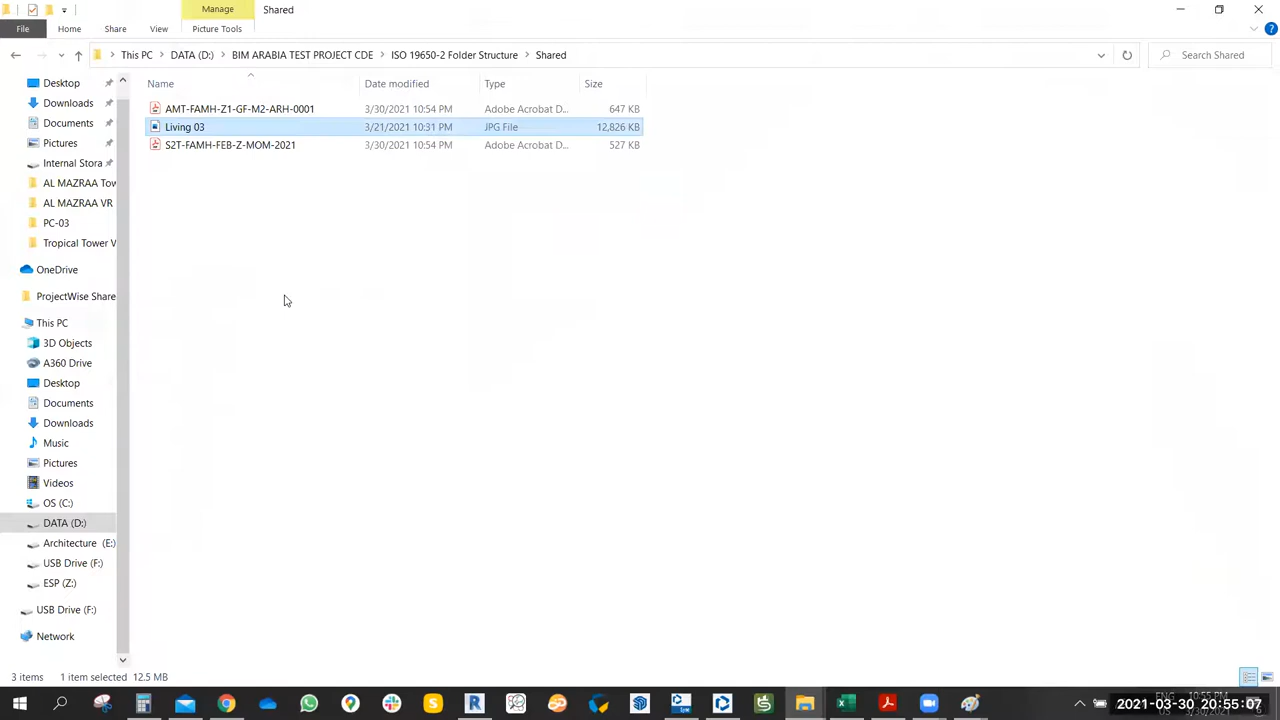 Manage
Shared
File
Home
Share
View
Picture Tools
This PC
DATA (D:)
BIM ARABIA TEST PROJECT CDE
ISO 19650-2 Folder Structure
Shared
Search Shared
Name
Date modified
Type
Size
AMT-FAMH-Z1-GF-M2-ARH-0001
3/30/2021 10:54 PM
Adobe Acrobat D...
647 KB
Living 03
3/21/2021 10:31 PM
JPG File
12,826 KB
S2T-FAMH-FEB-Z-MOM-2021
3/30/2021 10:54 PM
Adobe Acrobat D...
527 KB
Desktop
Downloads
Documents
Pictures
Internal Stora
AL MAZRAA Tow
AL MAZRAA VR
PC-03
Tropical Tower V
OneDrive
ProjectWise Share
This PC
3D Objects
A360 Drive
Desktop
Documents
Downloads
Music
Pictures
Videos
OS (C:)
DATA (D:)
Architecture (E:)
USB Drive (F:)
ESP (Z:)
USB Drive (F:)
Network
3 items
1 item selected 12.5 MB
2021-03-30 20:55:07